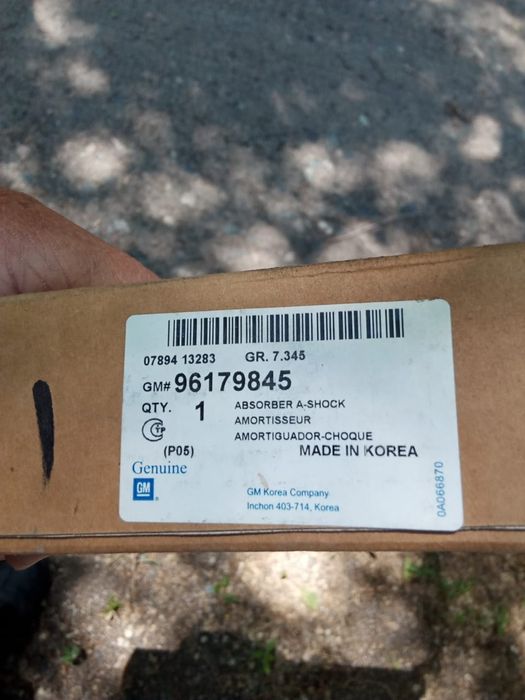 07894 13283 GR. 7.345
GM# 96179845
QTY. 1
ABSORBER A-SHOCK
AMORTISSEUR
AMORTIGUADOR-CHOQUE
TP
(P05)
MADE IN KOREA
Genuine
GM
GM Korea Company
Inchon 403-714, Korea
0A066870